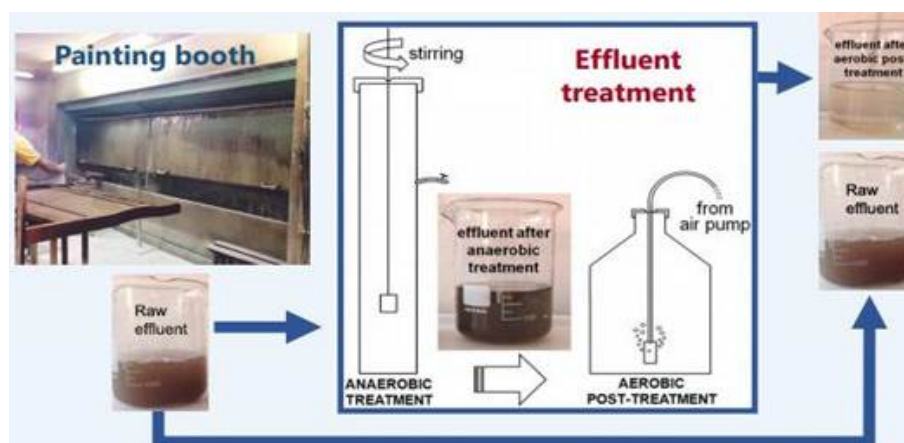 Painting booth
Raw
effluent
stirring
effluent after
anaerobic
treatment
ANAEROBIC
TREATMENT
Effluent
treatment
from
air pump
AEROBIC
POST-TREATMENT
effluent after
aerobic post
treatment
Raw
effluent